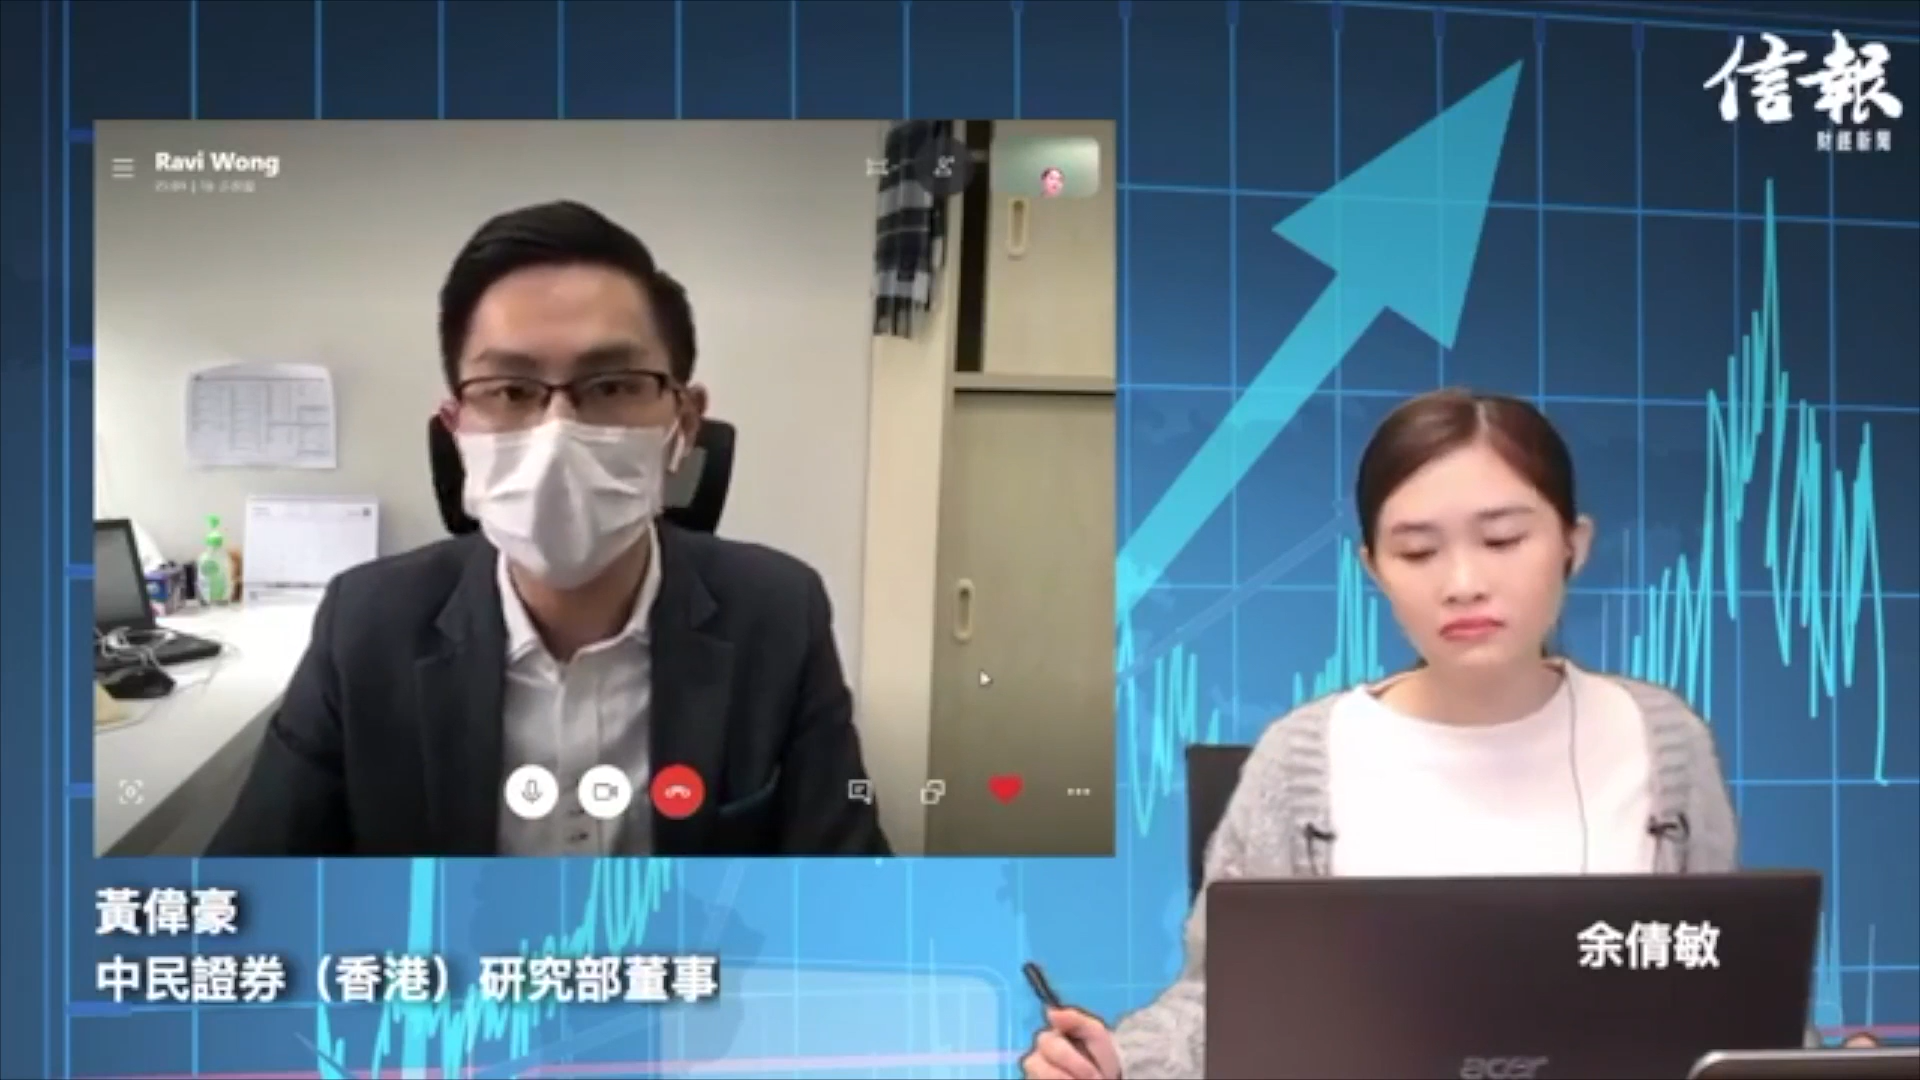 信報
財經新聞
Ravi Wong
黃偉豪
中民證券（香港）研究部董事
余倩敏
acer